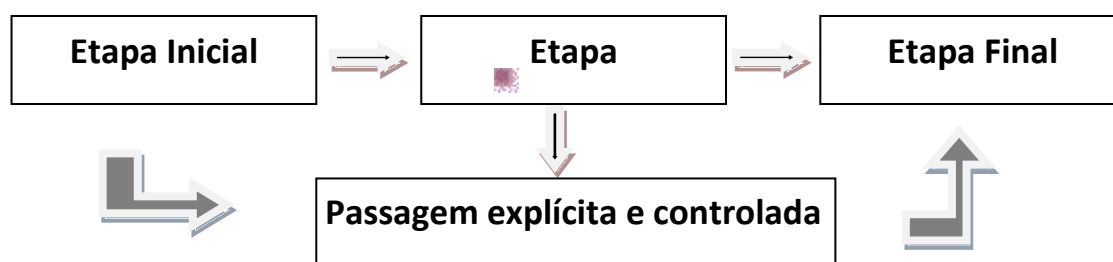 Etapa Inicial
Etapa
Etapa Final
Passagem explícita e controlada